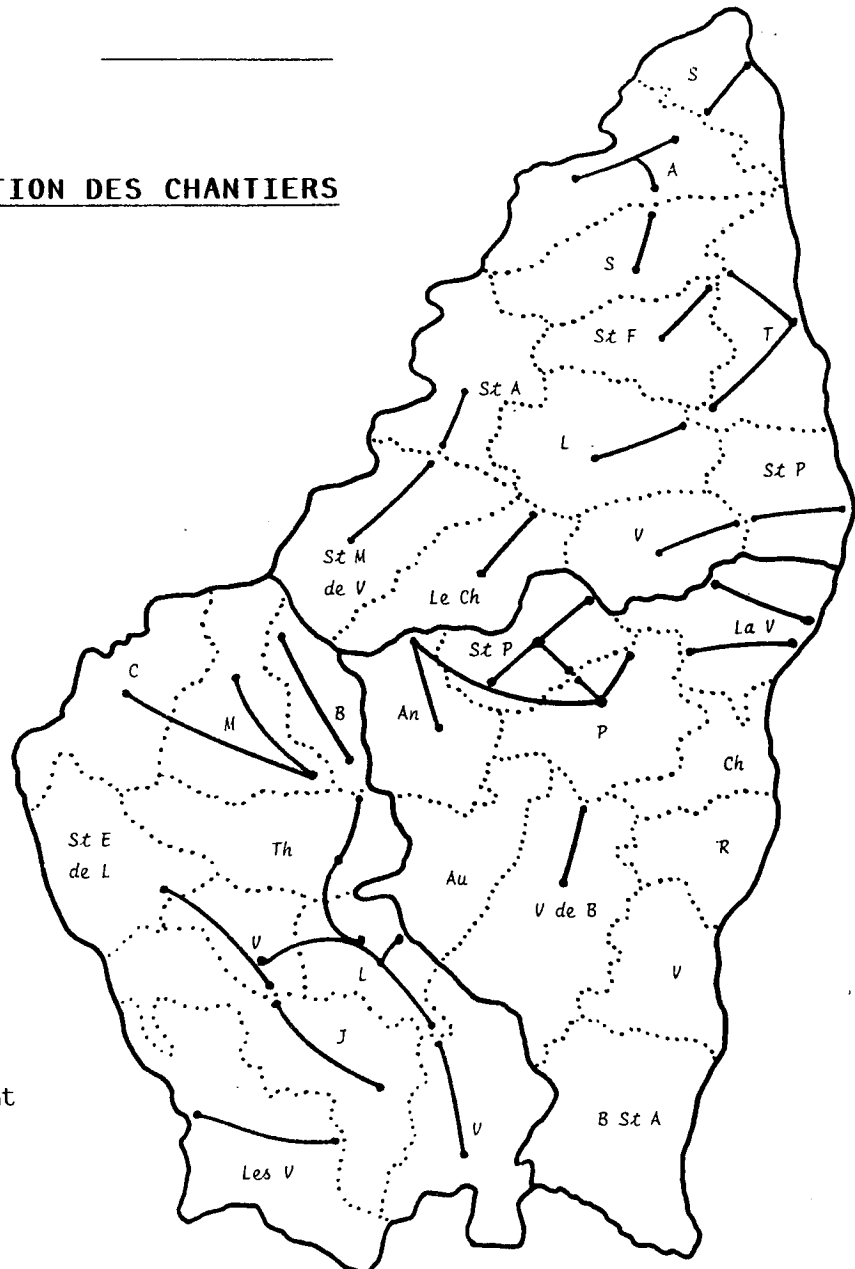 TION DES CHANTIERS
S
A
S
T
St F
St A
L
St P
V
St M
de V
Le Ch
La V
St P
C
M
B
An
P
Ch
St E
de L
Th
R
Au
V de B
V
L
V
J
t
V
B St A
Les V